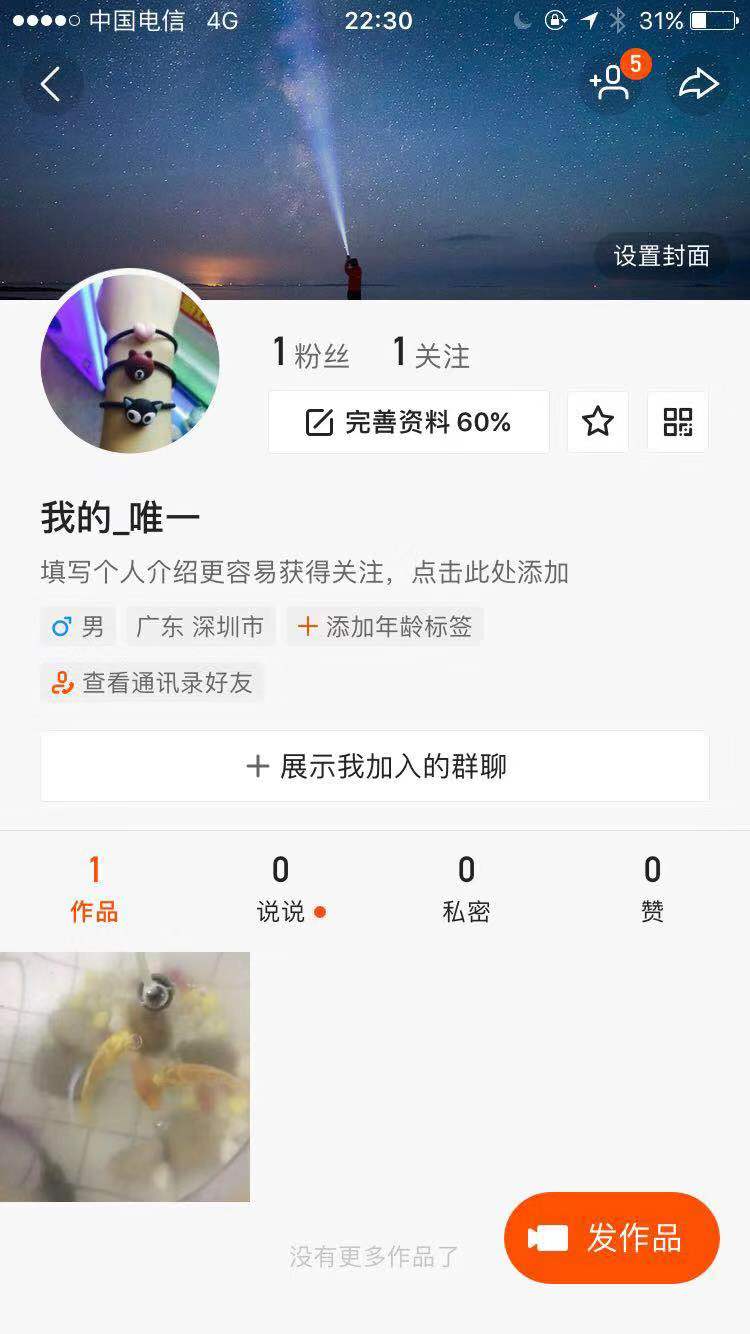 中国电信 4G 22:30 31%
5
设置封面
1 粉丝 1 关注
完善资料 60%
我的_唯一
填写个人介绍更容易获得关注，点击此处添加
男 广东 深圳市 添加年龄标签
查看通讯录好友
展示我加入的群聊
1 0 0 0
作品 说说 私密 赞
发作品
没有更多作品了